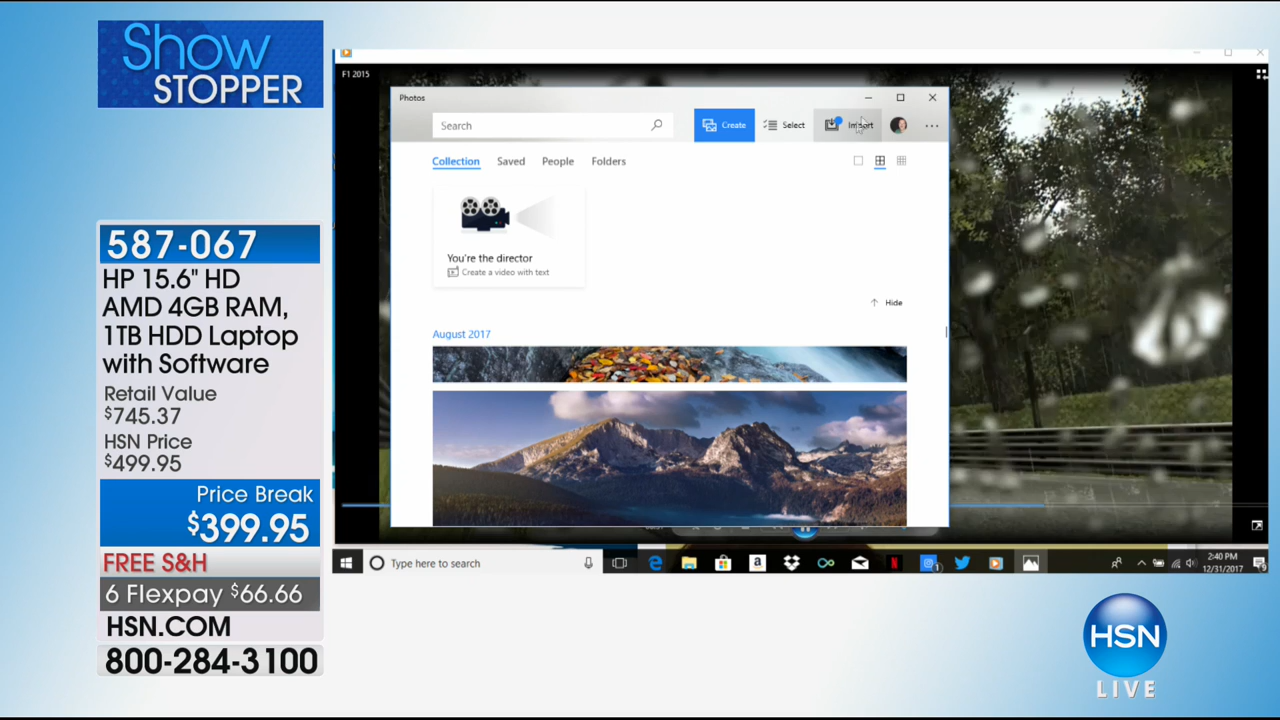 Show
STOPPER
587-067
HP 15.6" HD
AMD 4GB RAM,
1TB HDD Laptop
with Software
Retail Value
$745.37
HSN Price
$499.95
Price Break
$399.95
FREE S&H
6 Flexpay $66.66
HSN.COM
800-284-3100
F1 2015
Photos
Search
Create
Select
Import
Collection
Saved
People
Folders
You're the director
Create a video with text
Hide
August 2017
Type here to search
a
N
1
2:40 PM
12/31/2017
9
HSN
LIVE